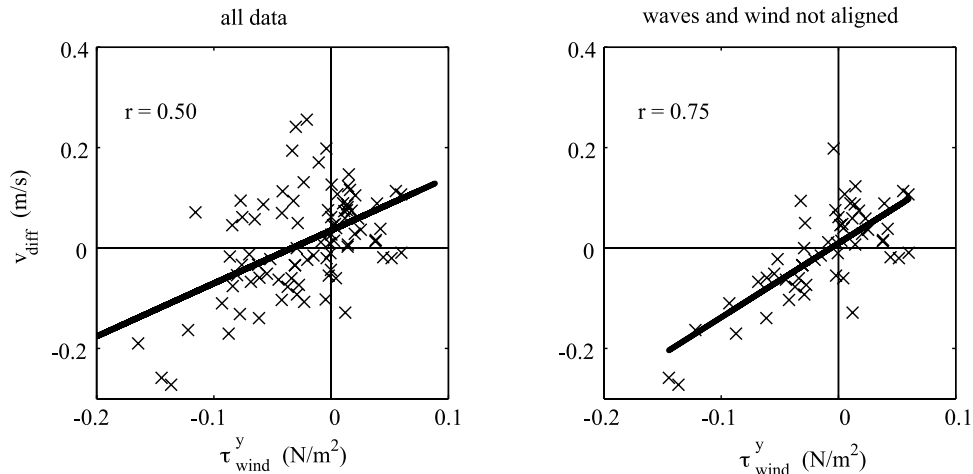 all data
waves and wind not aligned
0.4
0.2
0
-0.2
v_diff (m/s)
r = 0.50
-0.2 -0.1 0 0.1
τ^y_wind (N/m²)
0.4
0.2
0
-0.2
r = 0.75
-0.2 -0.1 0 0.1
τ^y_wind (N/m²)